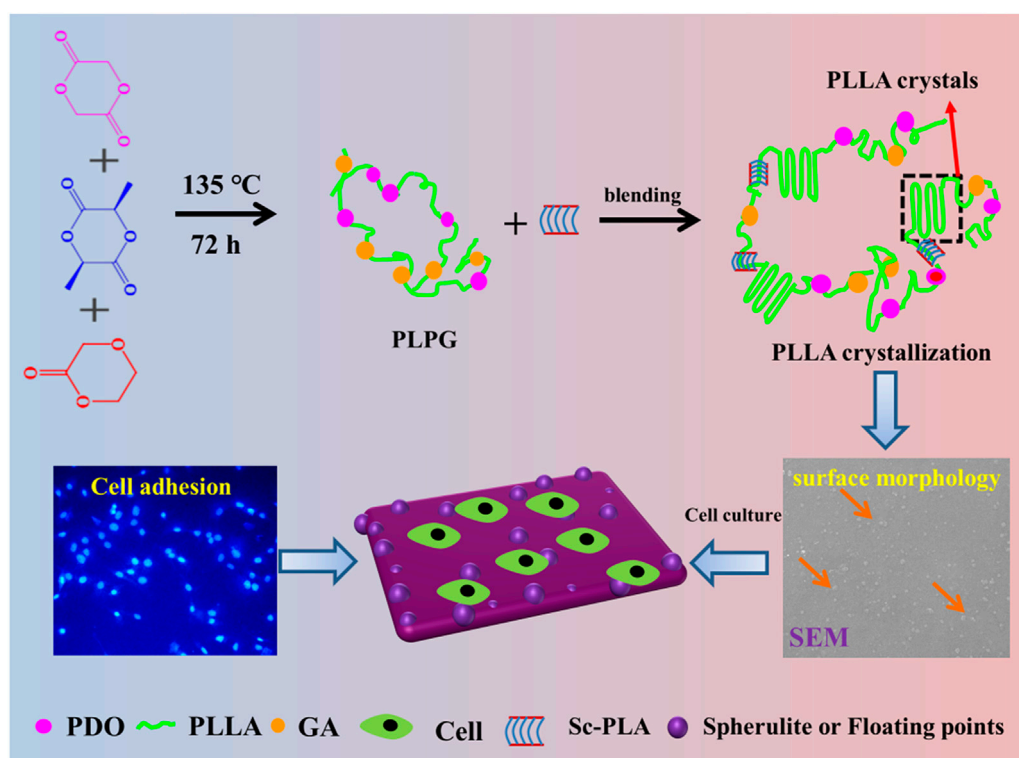 O
O
O
O
+
O
O
O
O
+
O
O
O
135 °C
72 h
PLPG
+
blending
PLLA crystals
PLLA crystallization
Cell adhesion
Cell culture
surface morphology
SEM
PDO PLLA GA Cell Sc-PLA Spherulite or Floating points